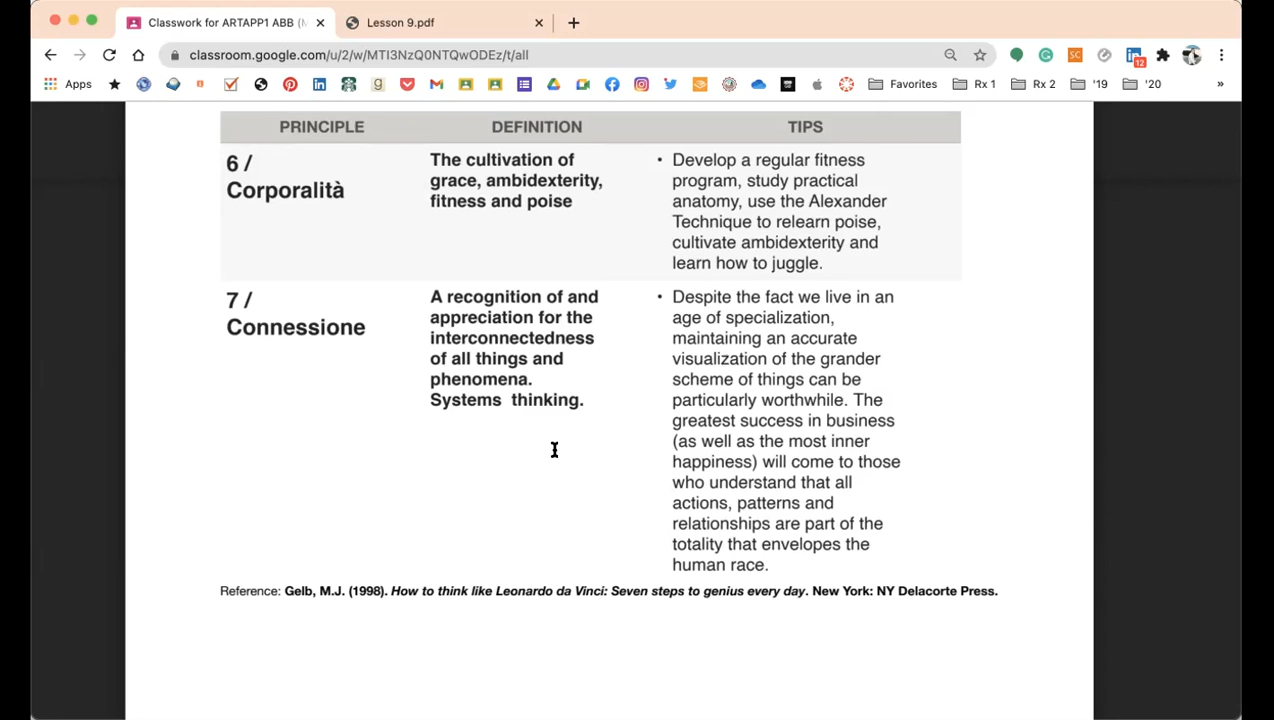 Classwork for ARTAPP1 ABB (M
Lesson 9.pdf
classroom.google.com/u/2/w/MTI3NzQ0NTQwODEz/t/all
12
Apps
Favorites
Rx 1
Rx 2
'19
'20
»
PRINCIPLE DEFINITION TIPS
6 /
Corporalità
The cultivation of
grace, ambidexterity,
fitness and poise
• Develop a regular fitness
program, study practical
anatomy, use the Alexander
Technique to relearn poise,
cultivate ambidexterity and
learn how to juggle.
7 /
Connessione
A recognition of and
appreciation for the
interconnectedness
of all things and
phenomena.
Systems thinking.
• Despite the fact we live in an
age of specialization,
maintaining an accurate
visualization of the grander
scheme of things can be
particularly worthwhile. The
greatest success in business
(as well as the most inner
happiness) will come to those
who understand that all
actions, patterns and
relationships are part of the
totality that envelopes the
human race.
Reference: Gelb, M.J. (1998). How to think like Leonardo da Vinci: Seven steps to genius every day. New York: NY Delacorte Press.